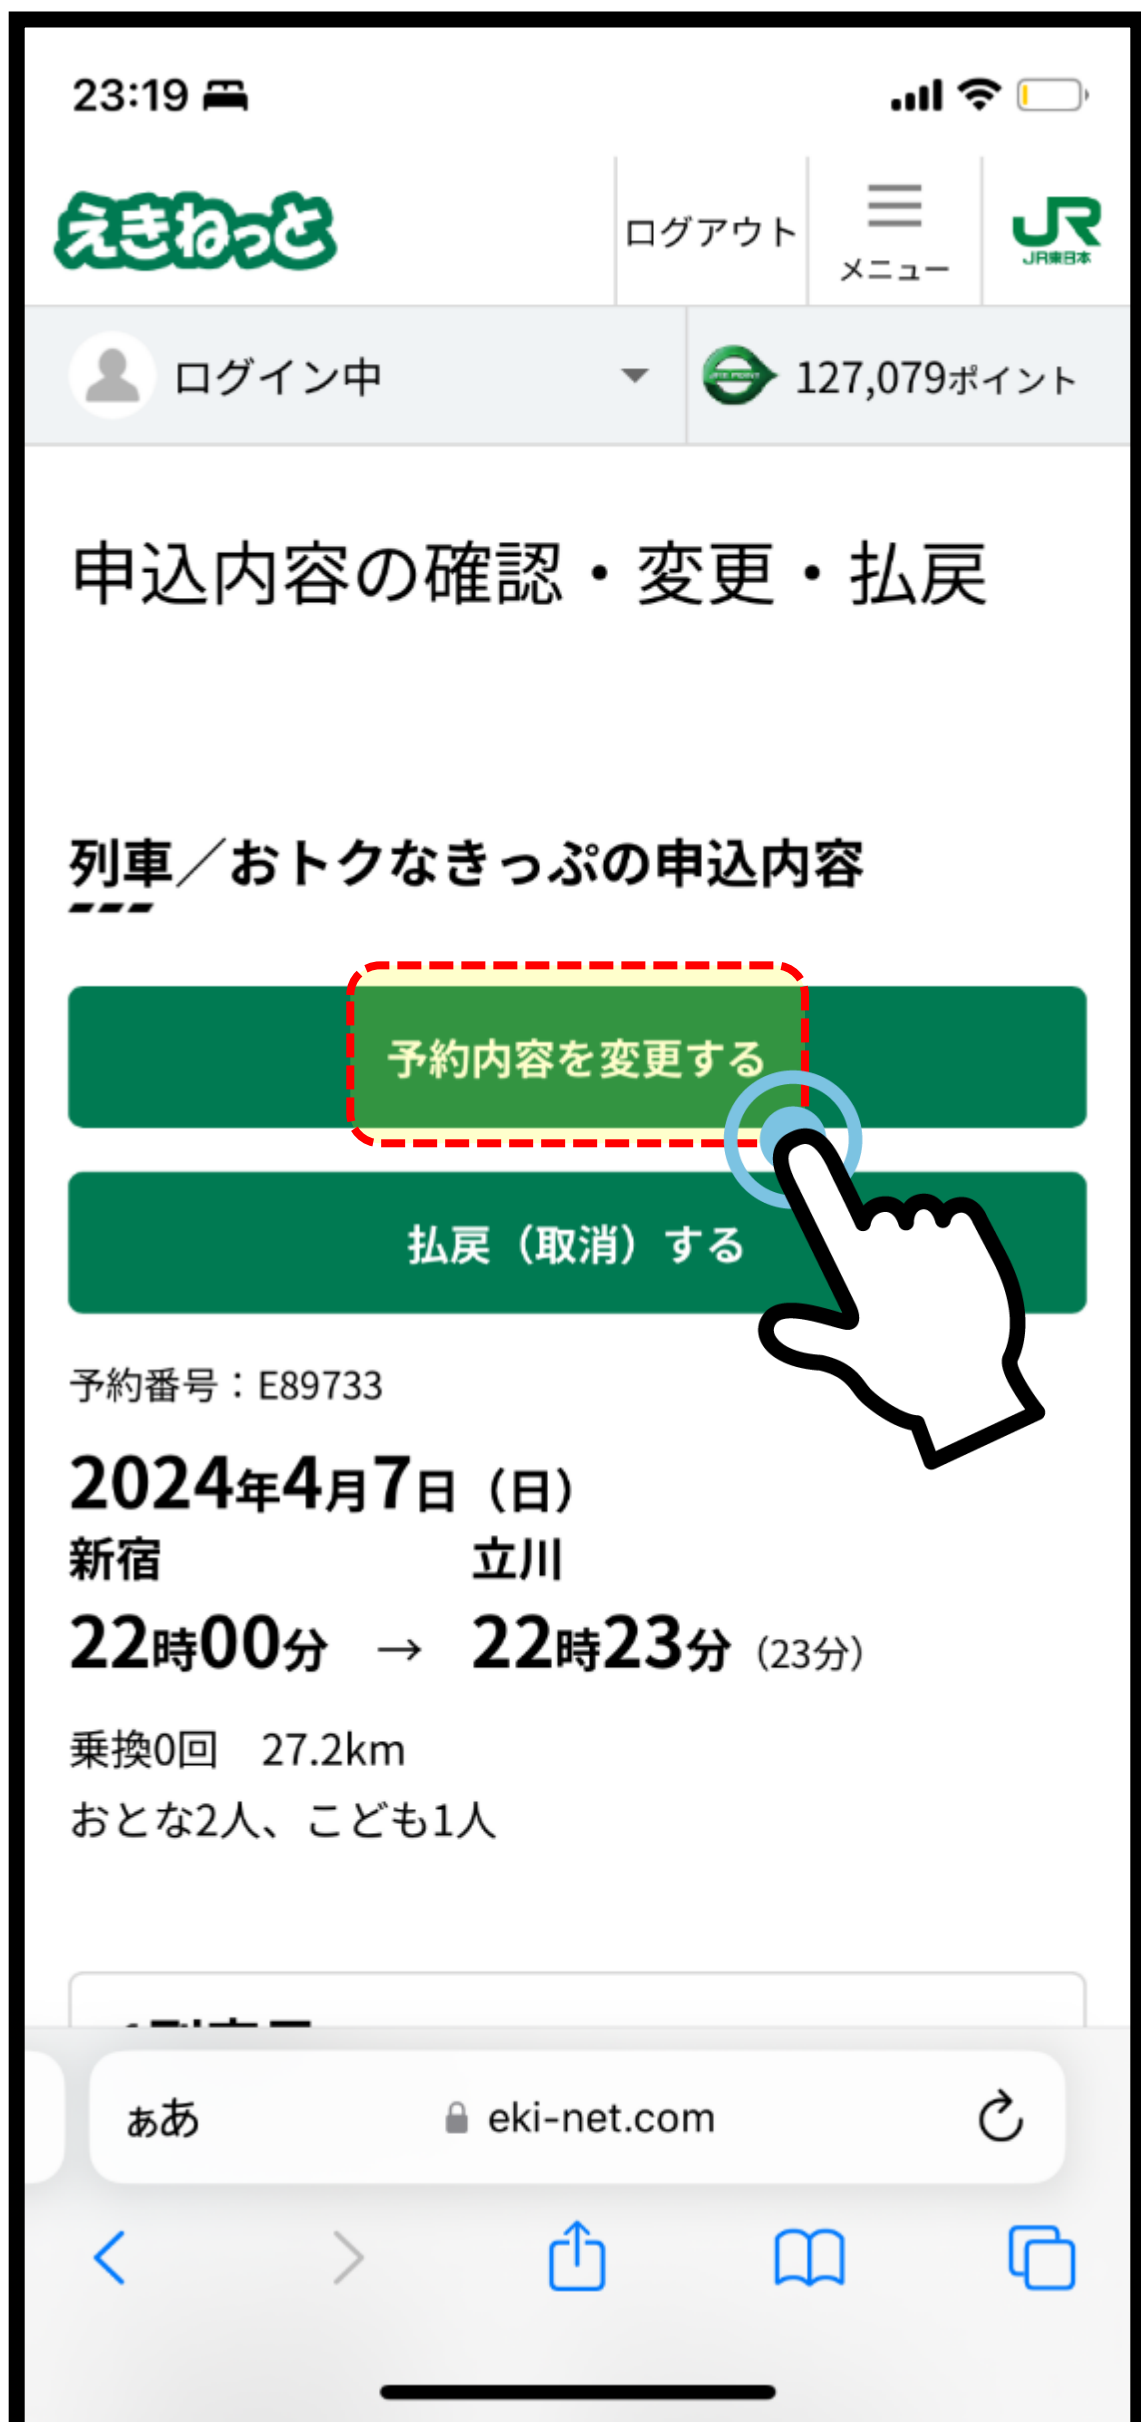 23:19
えきねっと
ログアウト
メニュー
JR
JR東日本
ログイン中
127,079ポイント
申込内容の確認・変更・払戻
列車／おトクなきっぷの申込内容
予約内容を変更する
払戻（取消）する
予約番号：E89733
2024年4月7日（日）
新宿 立川
22時00分 → 22時23分（23分）
乗換0回 27.2km
おとな2人、こども1人
ぁあ eki-net.com